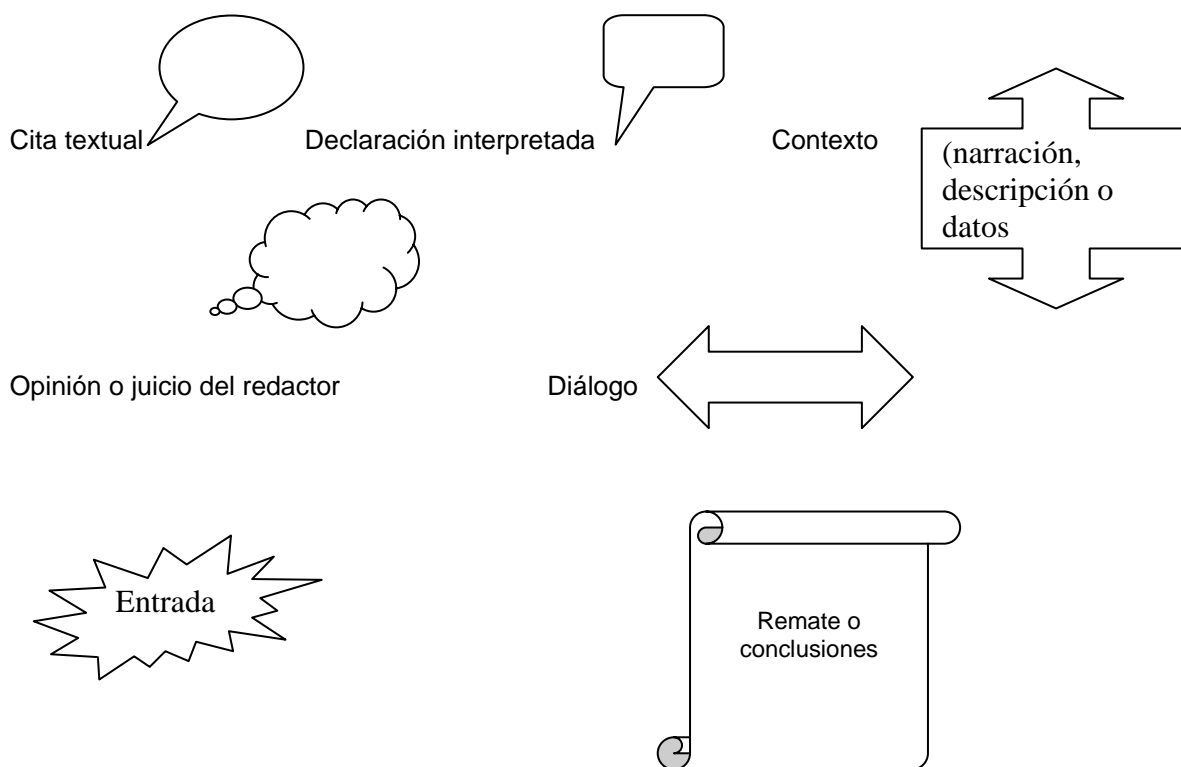 Cita textual
Declaración interpretada
Contexto
(narración,
descripción o
datos
Opinión o juicio del redactor
Diálogo
Entrada
Remate o
conclusiones